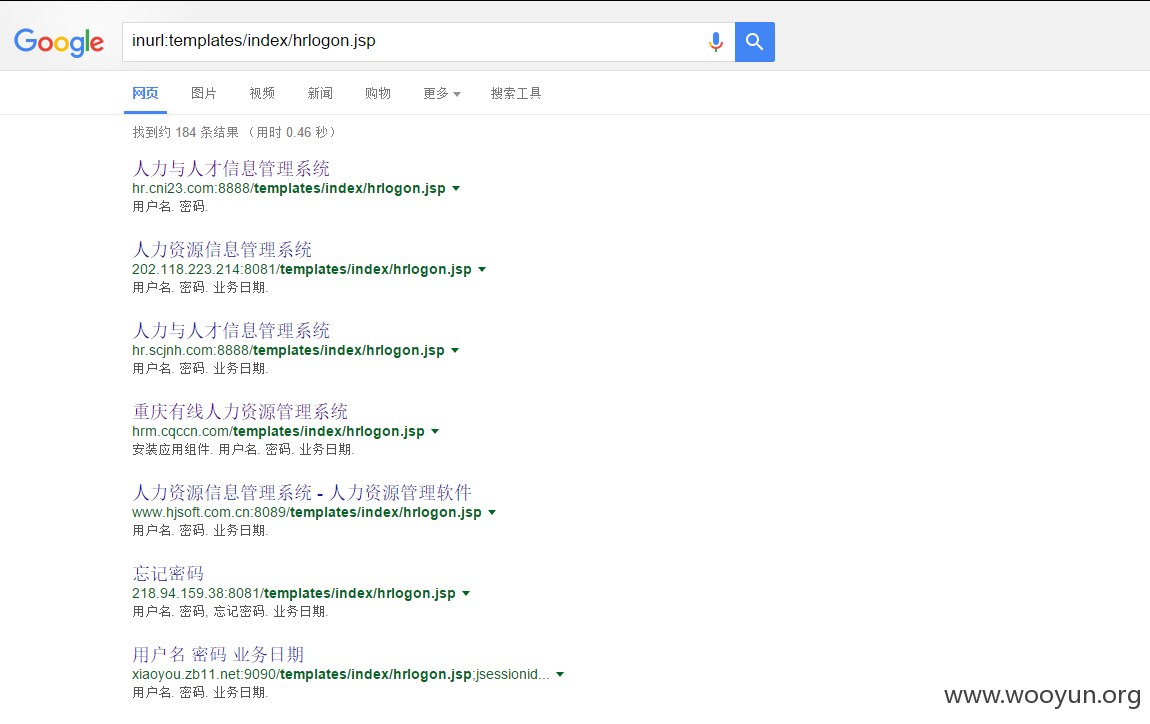 Google
inurl:templates/index/hrlogon.jsp
网页 图片 视频 新闻 购物 更多 搜索工具
找到约 184 条结果 （用时 0.46 秒）
人力与人才信息管理系统
hr.cni23.com:8888/templates/index/hrlogon.jsp
用户名. 密码.
人力资源信息管理系统
202.118.223.214:8081/templates/index/hrlogon.jsp
用户名. 密码. 业务日期.
人力与人才信息管理系统
hr.scjnh.com:8888/templates/index/hrlogon.jsp
用户名. 密码. 业务日期.
重庆有线人力资源管理系统
hrm.cqccn.com/templates/index/hrlogon.jsp
安装应用组件. 用户名. 密码. 业务日期.
人力资源信息管理系统 - 人力资源管理软件
www.hjsoft.com.cn:8089/templates/index/hrlogon.jsp
用户名. 密码. 业务日期.
忘记密码
218.94.159.38:8081/templates/index/hrlogon.jsp
用户名. 密码, 忘记密码. 业务日期.
用户名 密码 业务日期
xiaoyou.zb11.net:9090/templates/index/hrlogon.jsp;jsessionid...
用户名. 密码. 业务日期.
www.wooyun.org